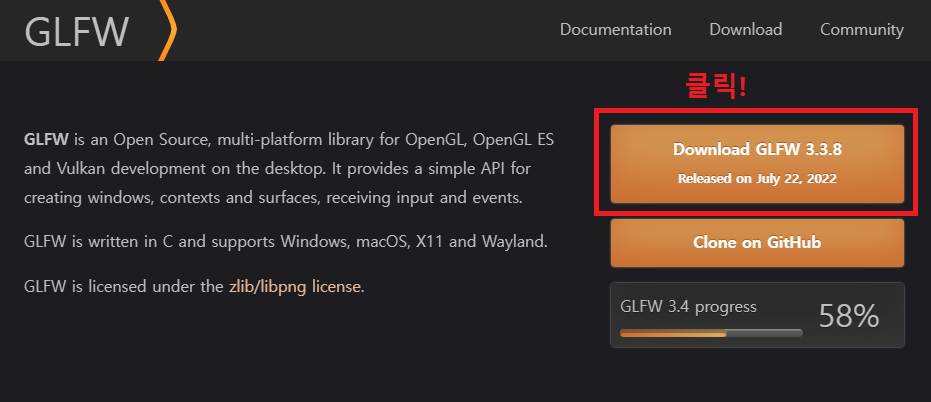 GLFW
Documentation
Download
Community
클릭!
GLFW is an Open Source, multi-platform library for OpenGL, OpenGL ES
and Vulkan development on the desktop. It provides a simple API for
creating windows, contexts and surfaces, receiving input and events.
GLFW is written in C and supports Windows, macOS, X11 and Wayland.
GLFW is licensed under the zlib/libpng license.
Download GLFW 3.3.8
Released on July 22, 2022
Clone on GitHub
GLFW 3.4 progress
58%